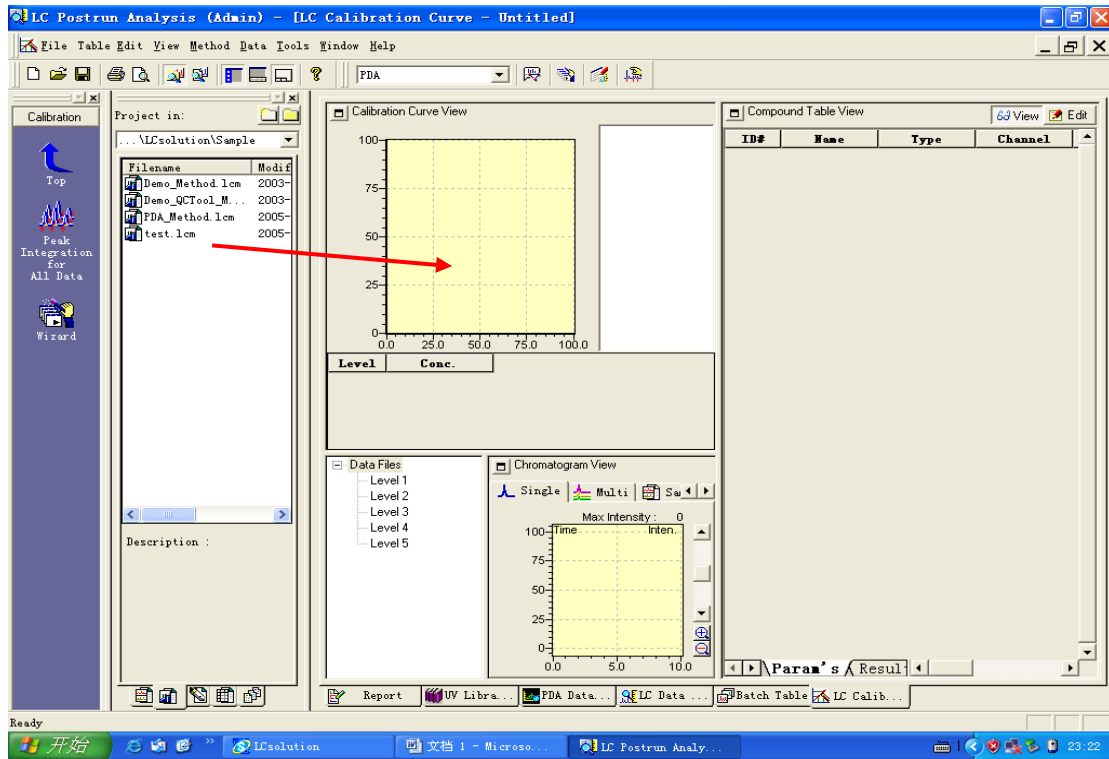 LC Postrun Analysis (Admin) - [LC Calibration Curve - Untitled]
File Table Edit View Method Data Tools Window Help
PDA
Calibration
Top
Peak
Integration
for
All Data
Wizard
Project in:
...\LCsolution\Sample
Filename Modif
Demo_Method.lcm 2003-
Demo_QCTool_M... 2003-
PDA_Method.lcm 2005-
test.lcm 2005-
Description :
Calibration Curve View
100
75
50
25
0
0.0 25.0 50.0 75.0 100.0
Level Conc.
Data Files
Level 1
Level 2
Level 3
Level 4
Level 5
Chromatogram View
Single Multi Sa
Max Intensity : 0
Time Inten.
100
75
50
25
0
0.0 5.0 10.0
Compound Table View View Edit
ID# Name Type Channel
Param's Resul
Report UV Libra... PDA Data... LC Data ... Batch Table LC Calib...
Ready
开始 LCsolution 文档 1 - Microso... LC Postrun Analy... 23:22